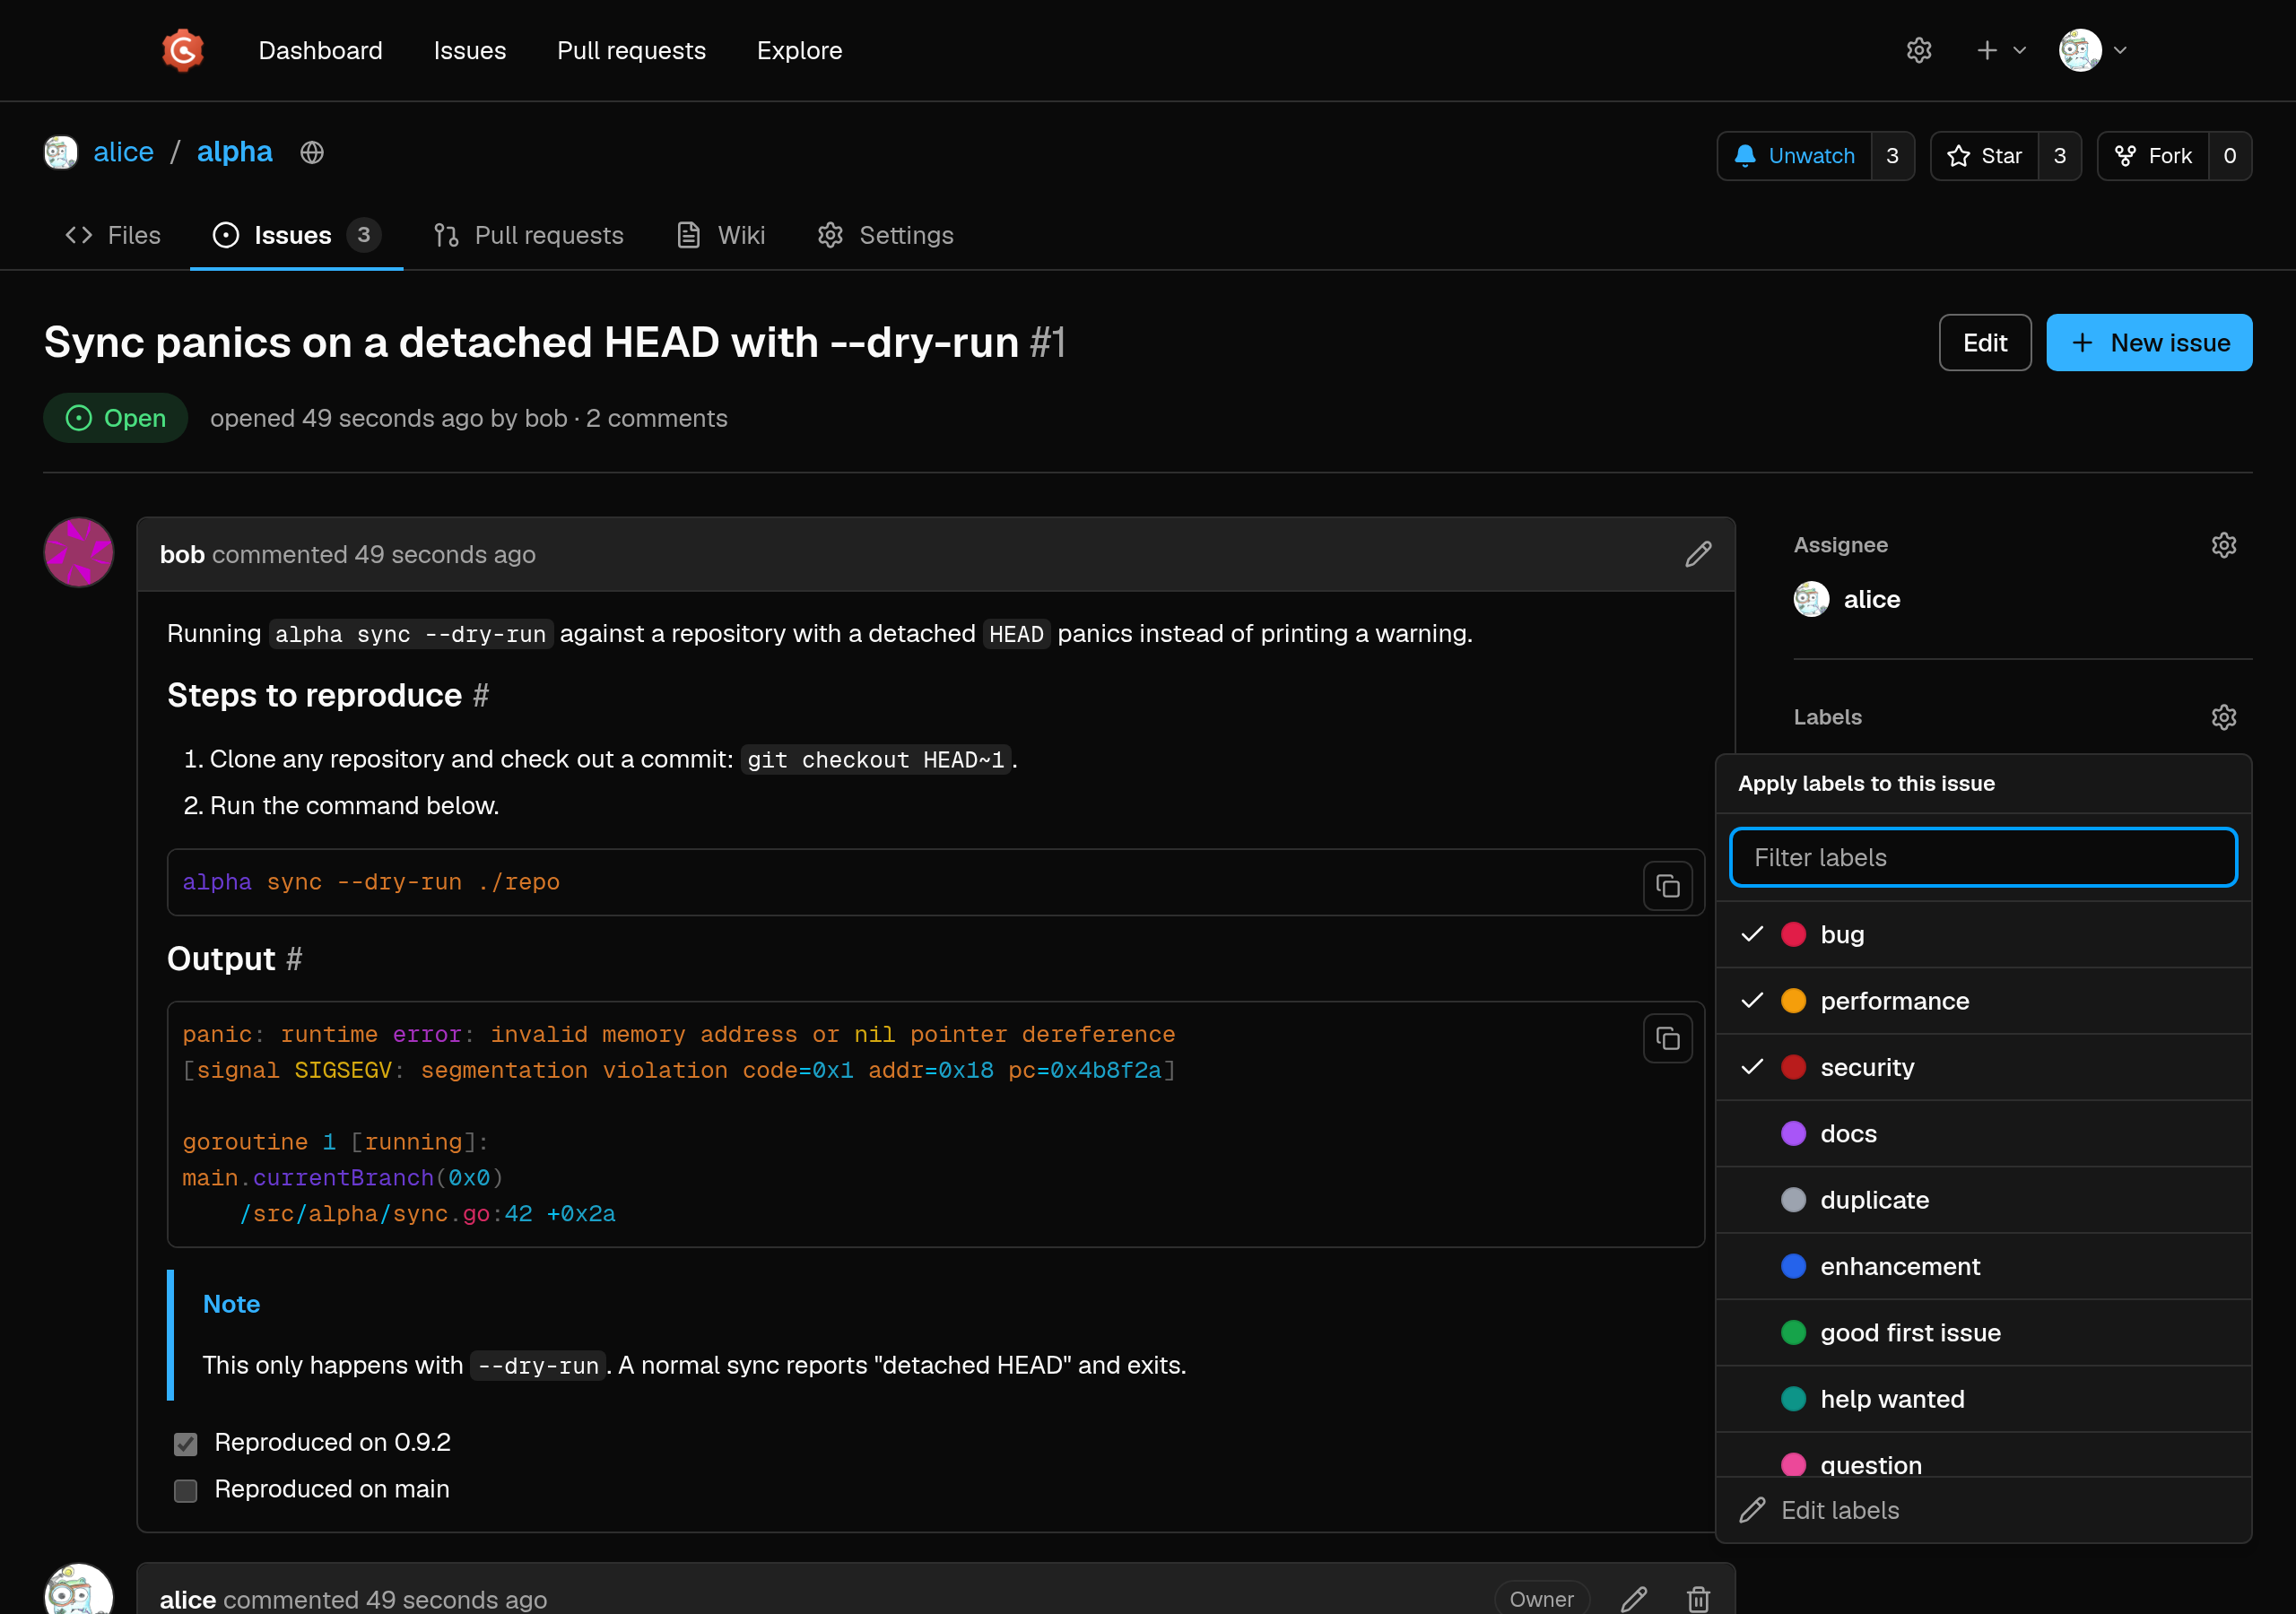 Dashboard Issues Pull requests Explore
alice / alpha
Unwatch 3 Star 3 Fork 0
Files Issues 3 Pull requests Wiki Settings
Sync panics on a detached HEAD with --dry-run #1
Edit New issue
Open opened 49 seconds ago by bob · 2 comments
bob commented 49 seconds ago
Running alpha sync --dry-run against a repository with a detached HEAD panics instead of printing a warning.
Steps to reproduce #
1. Clone any repository and check out a commit: git checkout HEAD~1.
2. Run the command below.
alpha sync --dry-run ./repo
Output #
panic: runtime error: invalid memory address or nil pointer dereference
[signal SIGSEGV: segmentation violation code=0x1 addr=0x18 pc=0x4b8f2a]
goroutine 1 [running]:
main.currentBranch(0x0)
/src/alpha/sync.go:42 +0x2a
Note
This only happens with --dry-run. A normal sync reports "detached HEAD" and exits.
Reproduced on 0.9.2
Reproduced on main
alice commented 49 seconds ago Owner
Assignee
alice
Labels
Apply labels to this issue
Filter labels
bug
performance
security
docs
duplicate
enhancement
good first issue
help wanted
question
Edit labels